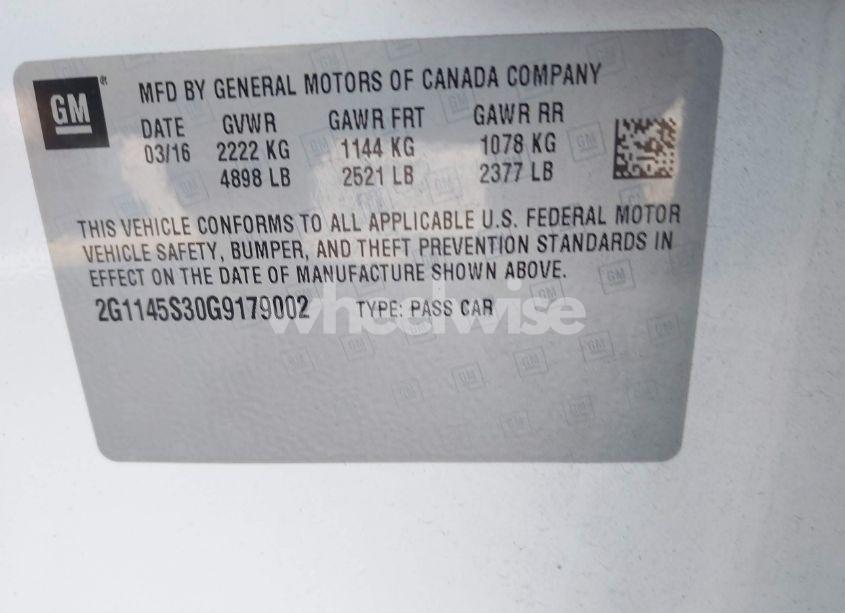 GM
MFD BY GENERAL MOTORS OF CANADA COMPANY
DATE GVWR GAWR FRT GAWR RR
03/16 2222 KG 1144 KG 1078 KG
4898 LB 2521 LB 2377 LB
THIS VEHICLE CONFORMS TO ALL APPLICABLE U.S. FEDERAL MOTOR
VEHICLE SAFETY, BUMPER, AND THEFT PREVENTION STANDARDS IN
EFFECT ON THE DATE OF MANUFACTURE SHOWN ABOVE.
2G1145S30G9179002 TYPE: PASS CAR
wheelwise